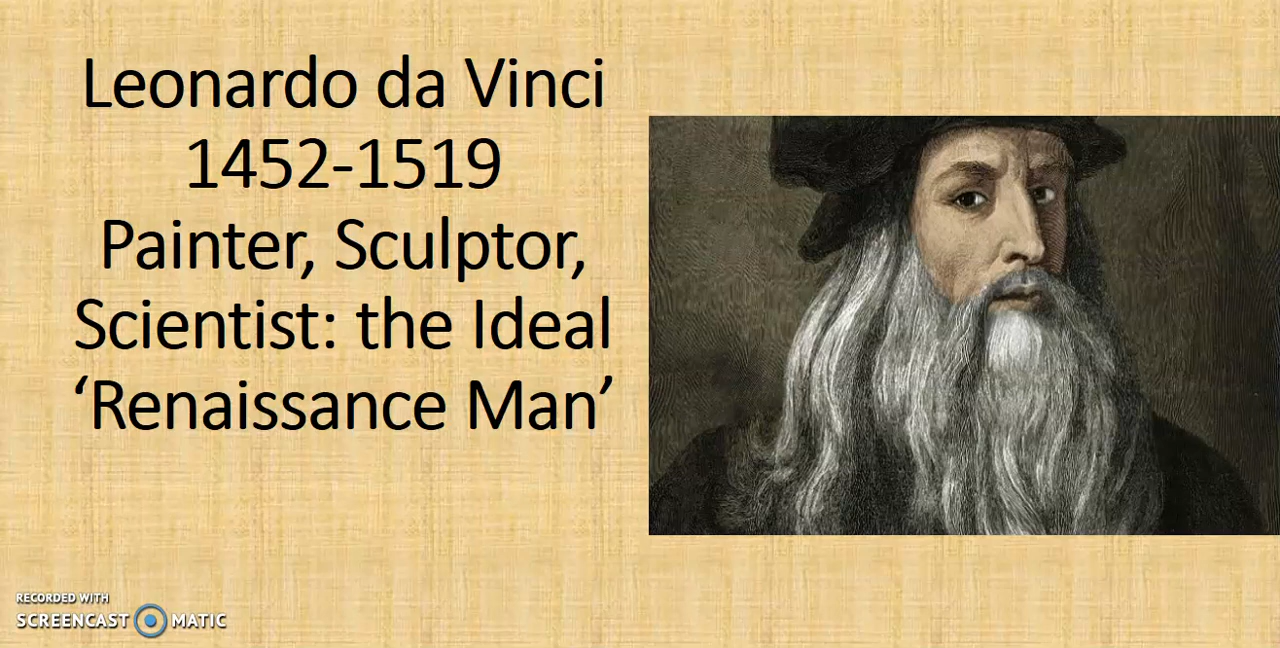 Leonardo da Vinci
1452-1519
Painter, Sculptor,
Scientist: the Ideal
‘Renaissance Man’
RECORDED WITH
SCREENCAST MATIC